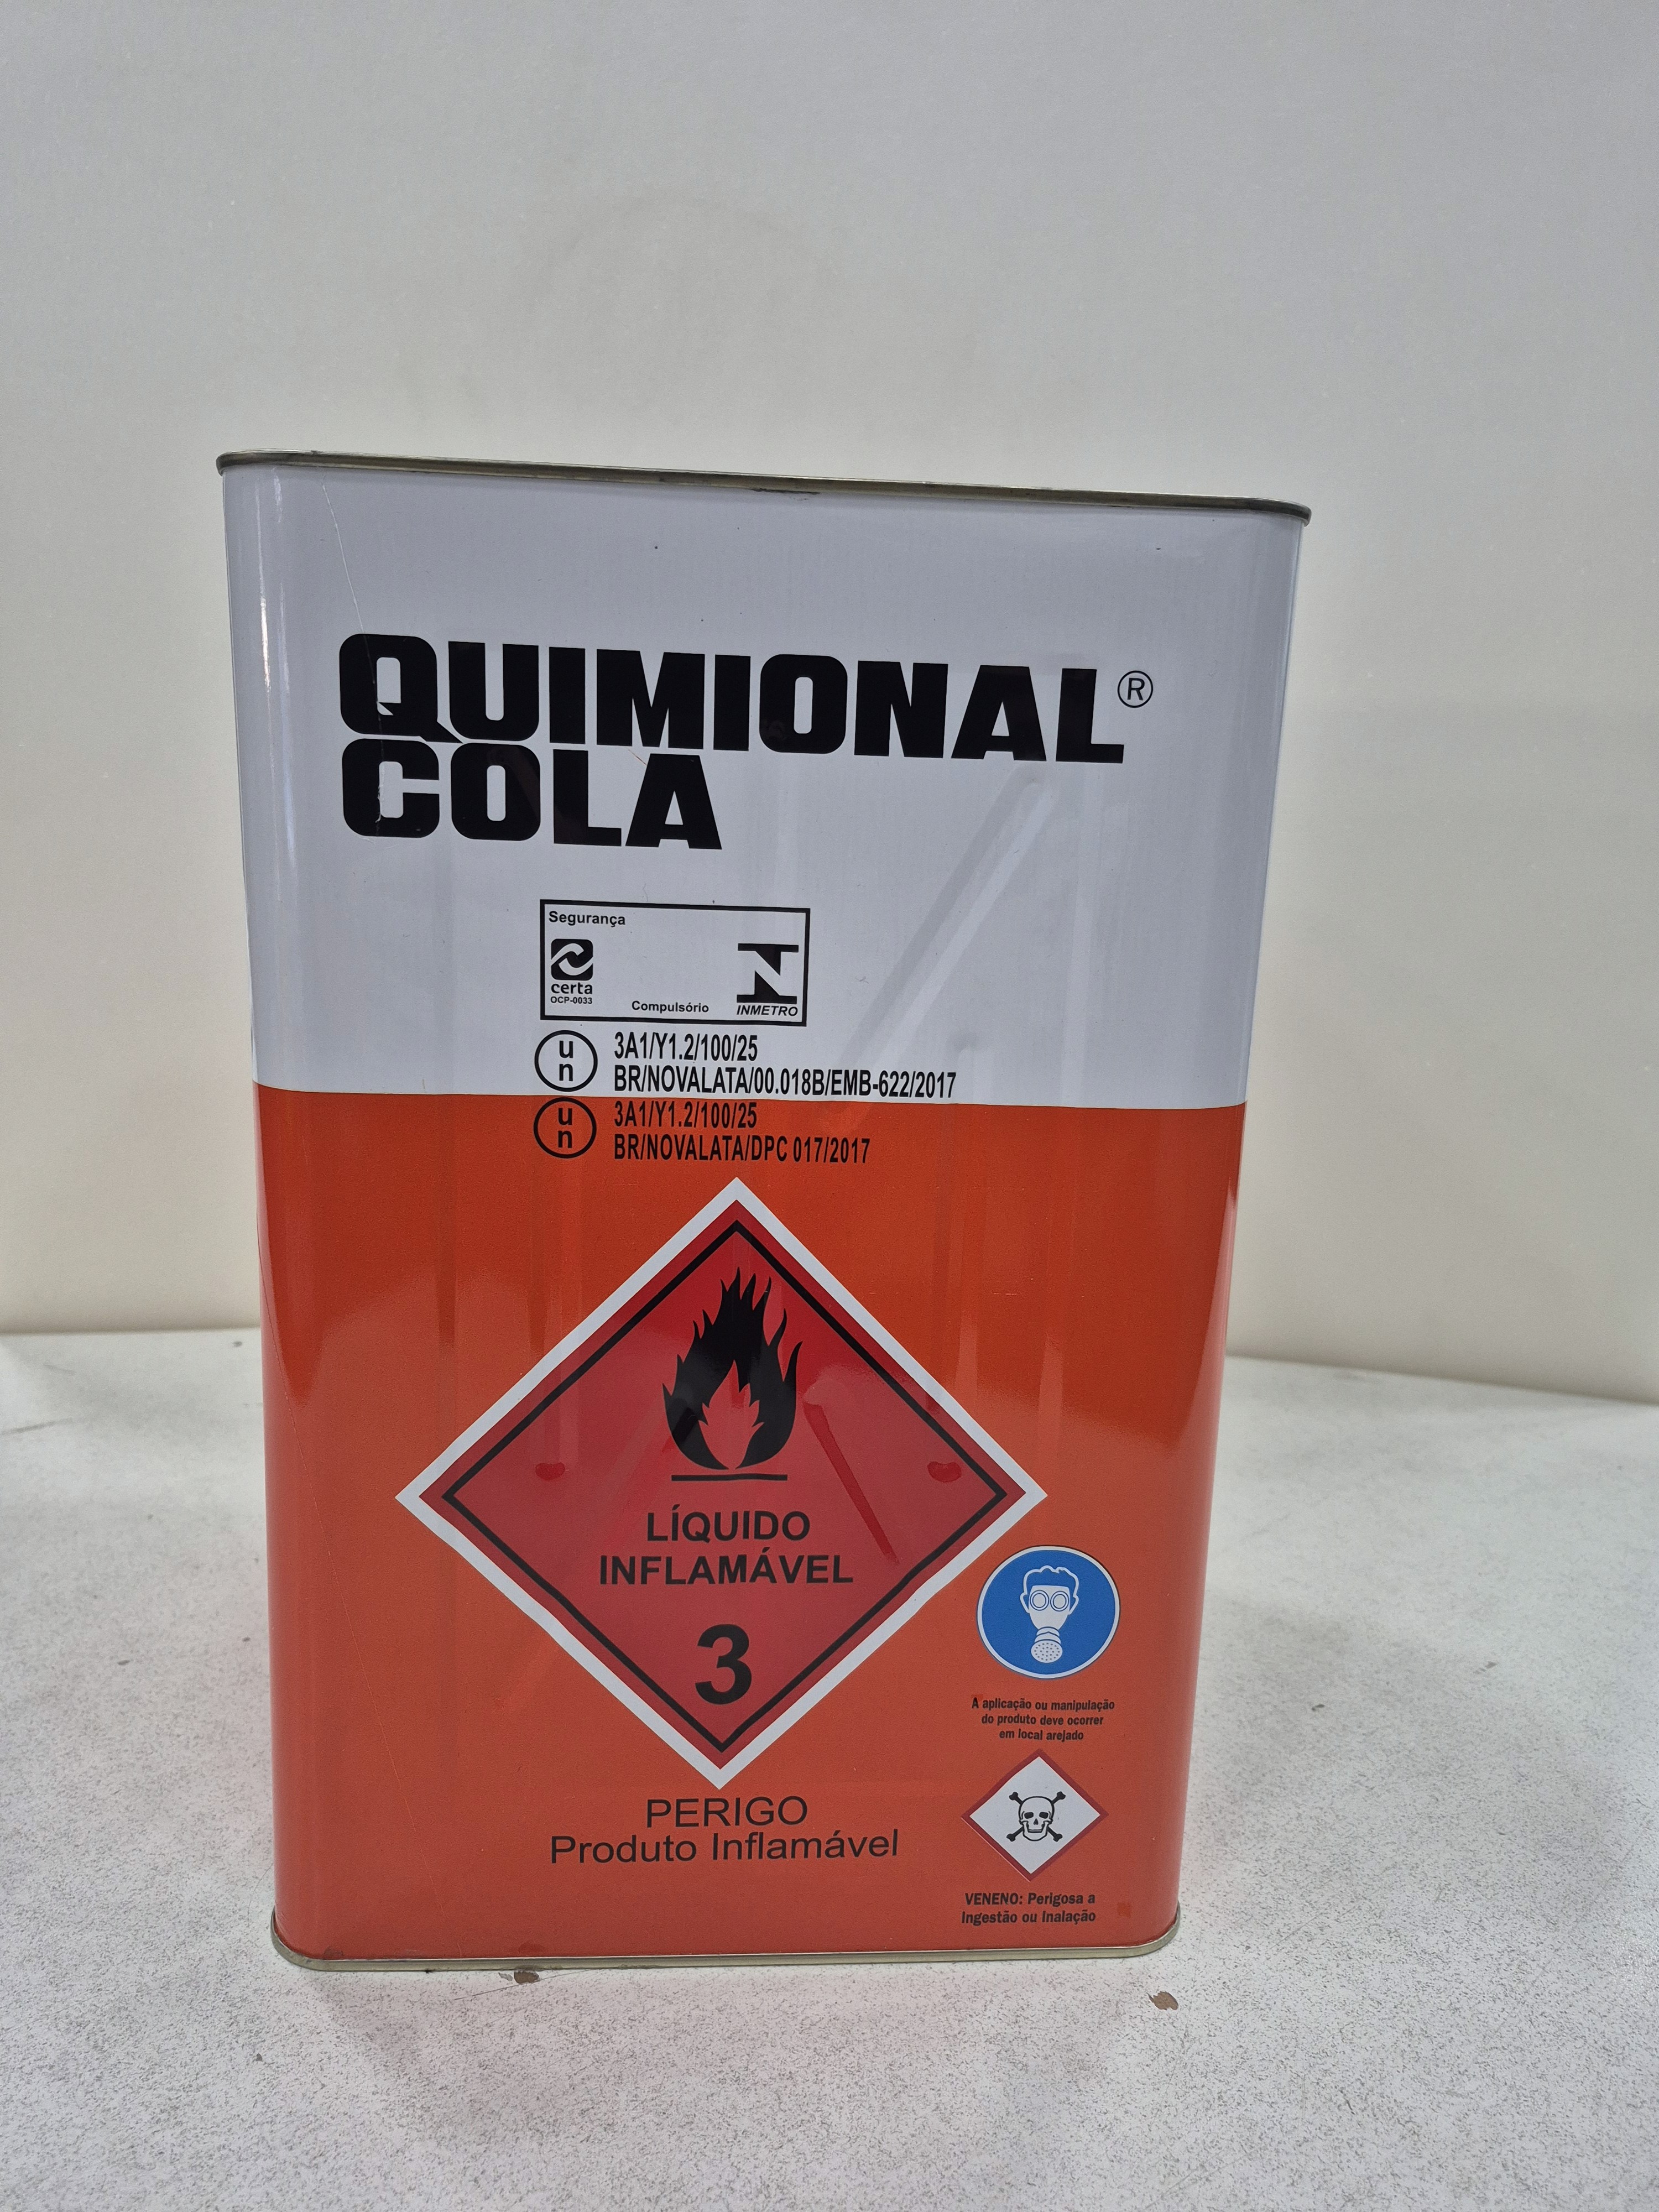 QUIMIONAL®
COLA
Segurança
certa
OCP-0033
Compulsório
INMETRO
un 3A1/Y1.2/100/25
BR/NOVALATA/00.018B/EMB-622/2017
un 3A1/Y1.2/100/25
BR/NOVALATA/DPC 017/2017
LÍQUIDO
INFLAMÁVEL
3
A aplicação ou manipulação
do produto deve ocorrer
em local arejado
PERIGO
Produto Inflamável
VENENO: Perigosa a
Ingestão ou Inalação